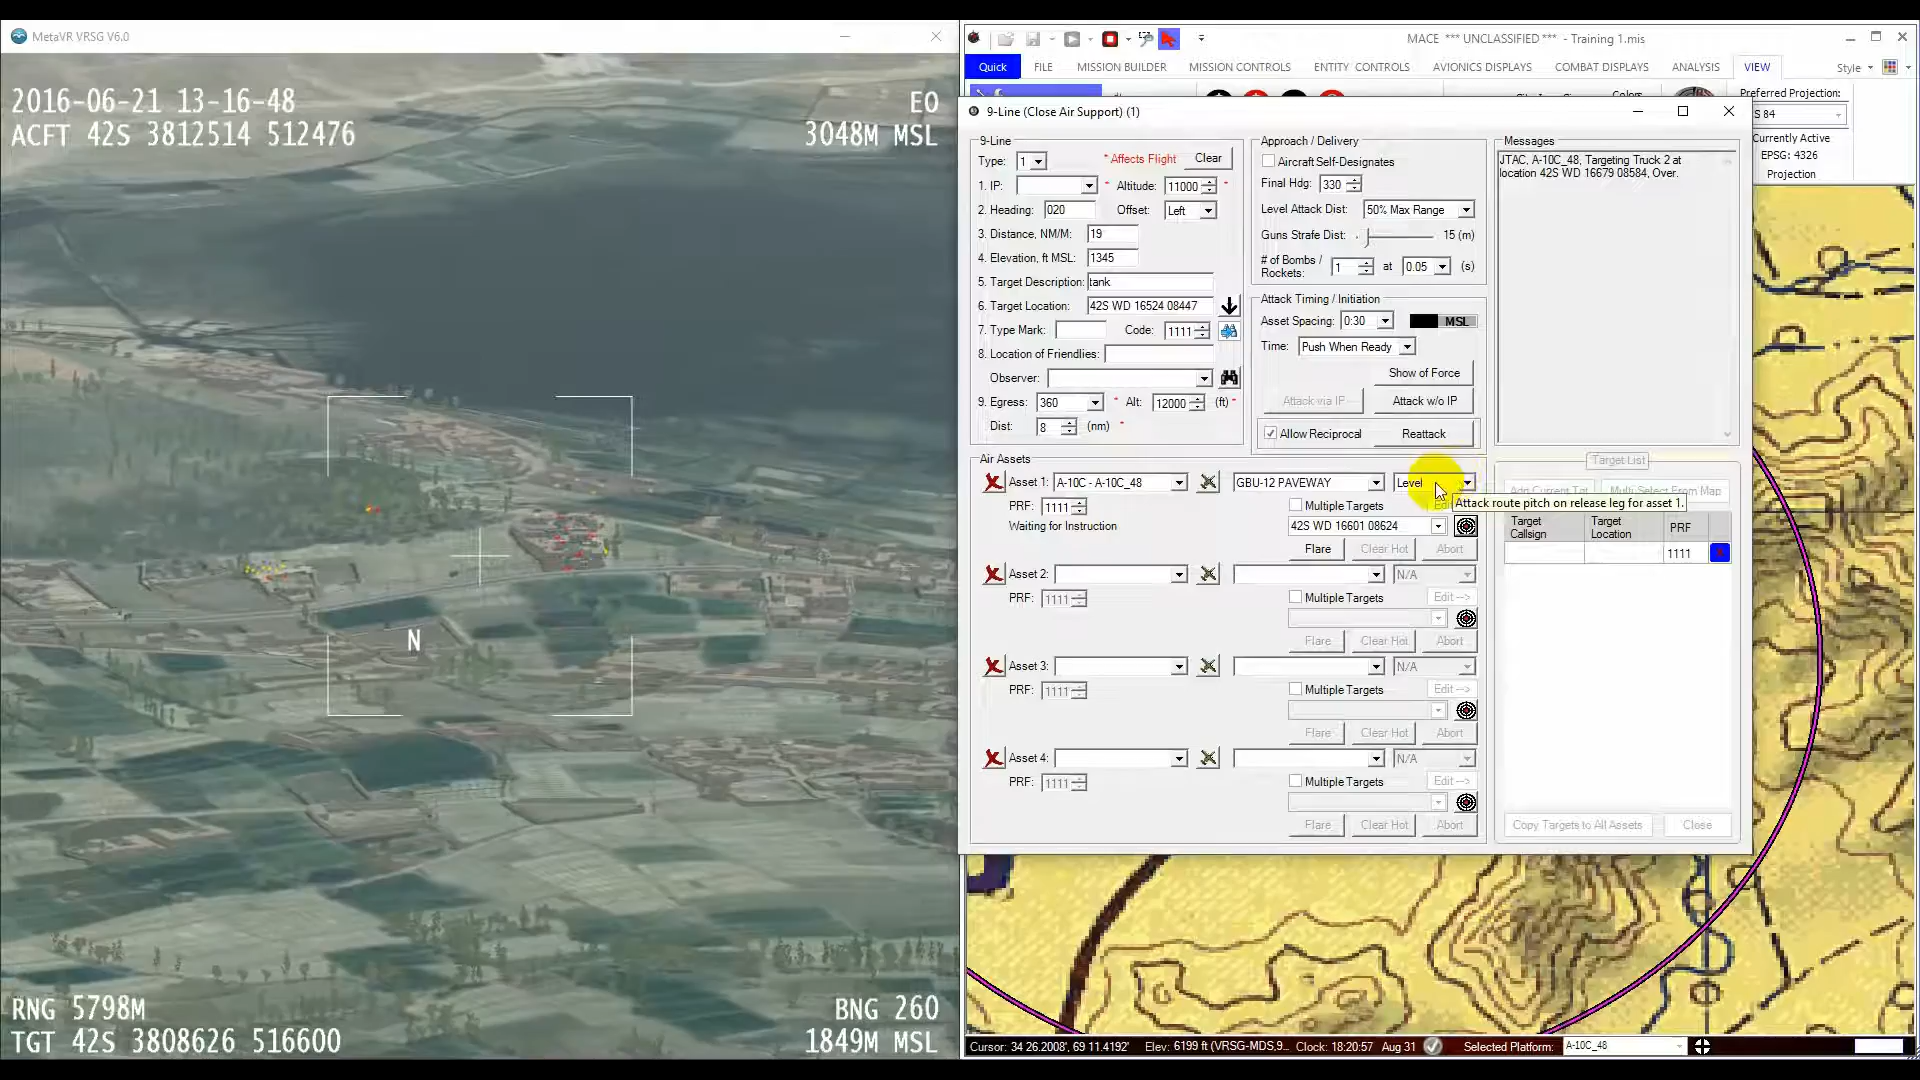 MetaVR VRSG V6.0
2016-06-21 13-16-48
EO
ACFT 42S 3812514 512476
3048M MSL
N
RNG 5798M
BNG 260
TGT 42S 3808626 516600
1849M MSL
MACE *** UNCLASSIFIED *** - Training 1.mis
Quick
FILE
MISSION BUILDER
MISSION CONTROLS
ENTITY CONTROLS
AVIONICS DISPLAYS
COMBAT DISPLAYS
ANALYSIS
VIEW
Style
Preferred Projection:
S 84
Currently Active
EPSG: 4326
Projection
9-Line (Close Air Support) (1)
9-Line
Type: 1
* Affects Flight
Clear
1. IP:
* Altitude: 11000 *
2. Heading: 020
Offset: Left
3. Distance, NM/M: 19
4. Elevation, ft MSL: 1345
5. Target Description: tank
6. Target Location: 42S WD 16524 08447
7. Type Mark:
Code: 1111
8. Location of Friendlies:
Observer:
9. Egress: 360 * Alt: 12000 (ft) *
Dist: 8 (nm) *
Approach / Delivery
Aircraft Self-Designates
Final Hdg: 330
Level Attack Dist: 50% Max Range
Guns Strafe Dist: 15 (m)
# of Bombs /
Rockets: 1 at 0.05 (s)
Attack Timing / Initiation
Asset Spacing: 0:30 MSL
Time: Push When Ready
Show of Force
Attack via IP
Attack w/o IP
Allow Reciprocal
Reattack
Messages
JTAC, A-10C_48, Targeting Truck 2 at
location 42S WD 16679 08584, Over.
Air Assets
Asset 1: A-10C - A-10C_48
GBU-12 PAVEWAY
Level
PRF: 1111
Multiple Targets
Waiting for Instruction
42S WD 16601 08624
Flare
Clear Hot
Abort
Asset 2:
N/A
PRF: 1111
Multiple Targets
Edit -->
Flare
Clear Hot
Abort
Asset 3:
N/A
PRF: 1111
Multiple Targets
Edit -->
Flare
Clear Hot
Abort
Asset 4:
N/A
PRF: 1111
Multiple Targets
Edit -->
Flare
Clear Hot
Abort
Target List
Add Current Tgt
Multi Select From Map
Attack route pitch on release leg for asset 1.
Target
Callsign
Target
Location
PRF
1111
Copy Targets to All Assets
Close
Cursor: 34 26.2008', 69 11.4192'
Elev: 6199 ft (VRSG-MDS,9...
Clock: 18:20:57
Aug 31
Selected Platform: A-10C_48